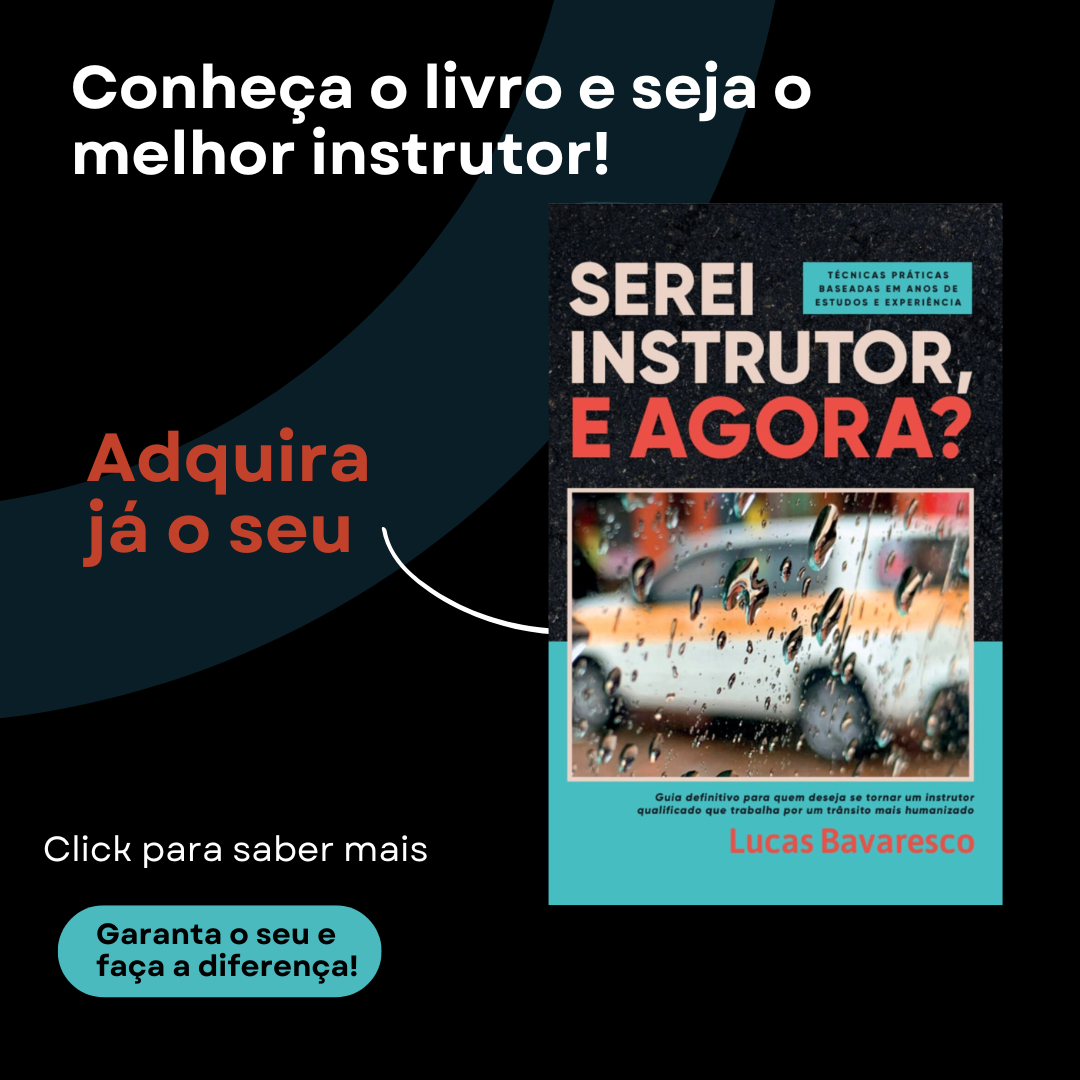 Conheça o livro e seja o
melhor instrutor!
SEREI
TÉCNICAS PRÁTICAS
BASEADAS EM ANOS DE
ESTUDOS E EXPERIÊNCIA
INSTRUTOR,
E AGORA?
Adquira
já o seu
Guia definitivo para quem deseja se tornar um instrutor
qualificado que trabalha por um trânsito mais humanizado
Lucas Bavaresco
Click para saber mais
Garanta o seu e
faça a diferença!